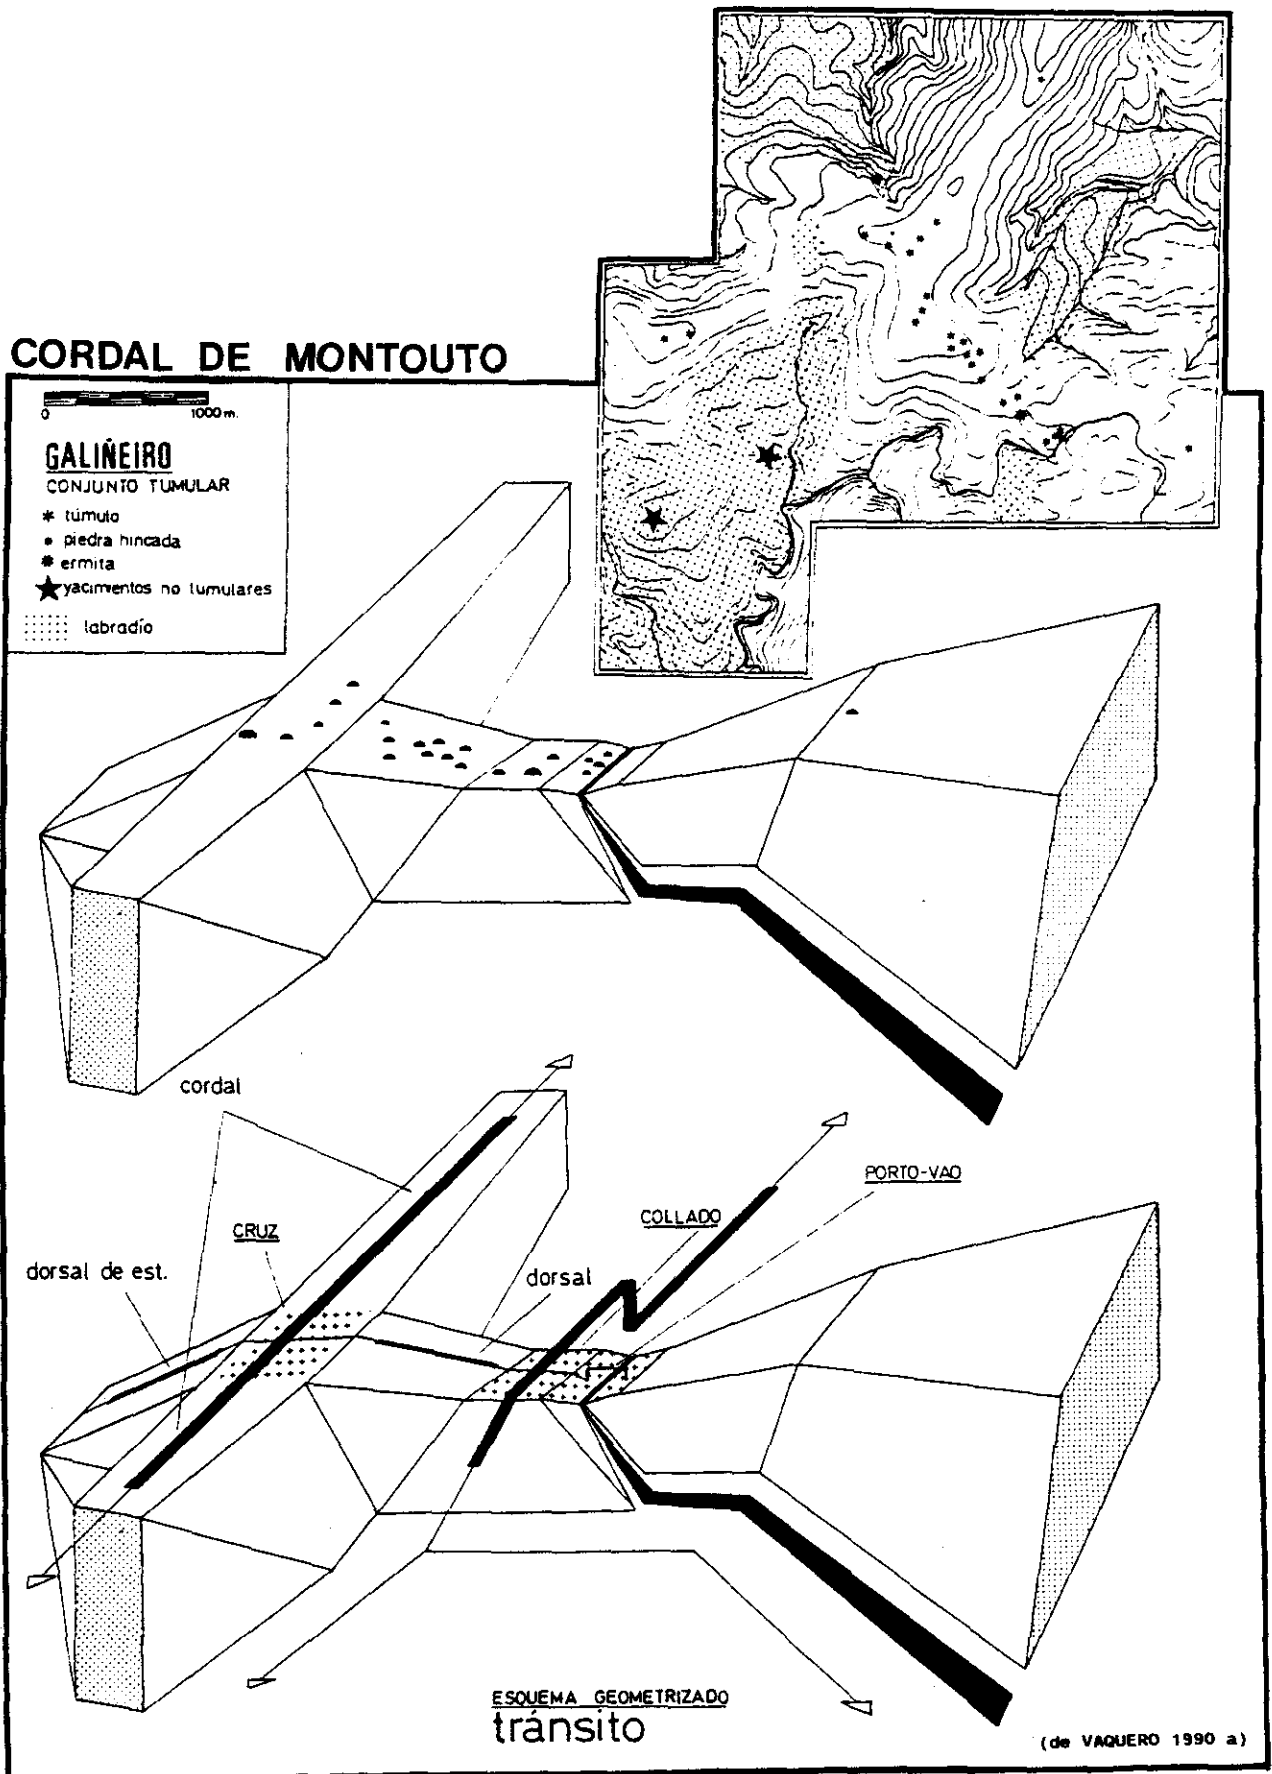 CORDAL DE MONTOUTO
0 1000 m.
GALIÑEIRO
CONJUNTO TUMULAR
túmulo
piedra hincada
ermita
yacimientos no tumulares
labradío
cordal
PORTO-VAO
CRUZ
COLLADO
dorsal de est.
dorsal
ESQUEMA GEOMETRIZADO
tránsito
(de VAQUERO 1990 a)